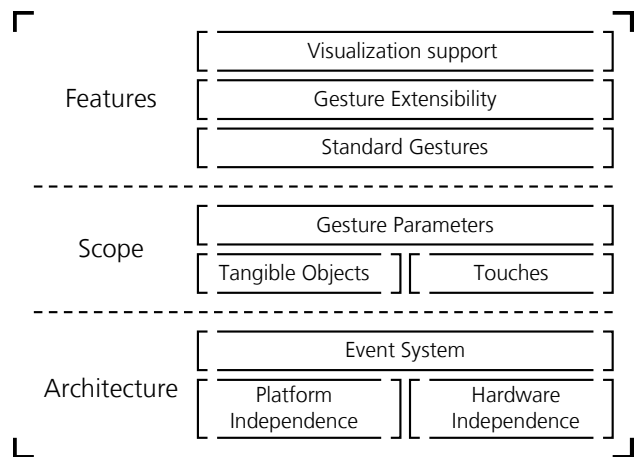 Features
Visualization support
Gesture Extensibility
Standard Gestures
Scope
Gesture Parameters
Tangible Objects
Touches
Architecture
Event System
Platform
Independence
Hardware
Independence